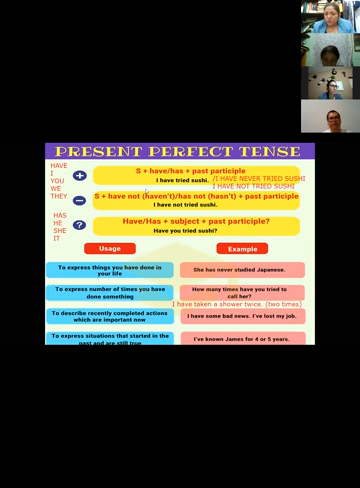 PRESENT PERFECT TENSE
HAVE
I
YOU
WE
THEY
S + have/has + past participle
I have tried sushi. /I HAVE NEVER TRIED SUSHI
I HAVE NOT TRIED SUSHI
S + have not (haven't)/has not (hasn't) + past participle
I have not tried sushi.
HAS
HE
SHE
IT
Have/Has + subject + past participle?
Have you tried sushi?
Usage
Example
To express things you have done in
your life
She has never studied Japanese.
To express number of times you have
done something
How many times have you tried to
call her?
I have taken a shower twice. (two times)
To describe recently completed actions
which are important now
I have some bad news. I've lost my job.
To express situations that started in the
past and are still true
I've known James for 4 or 5 years.